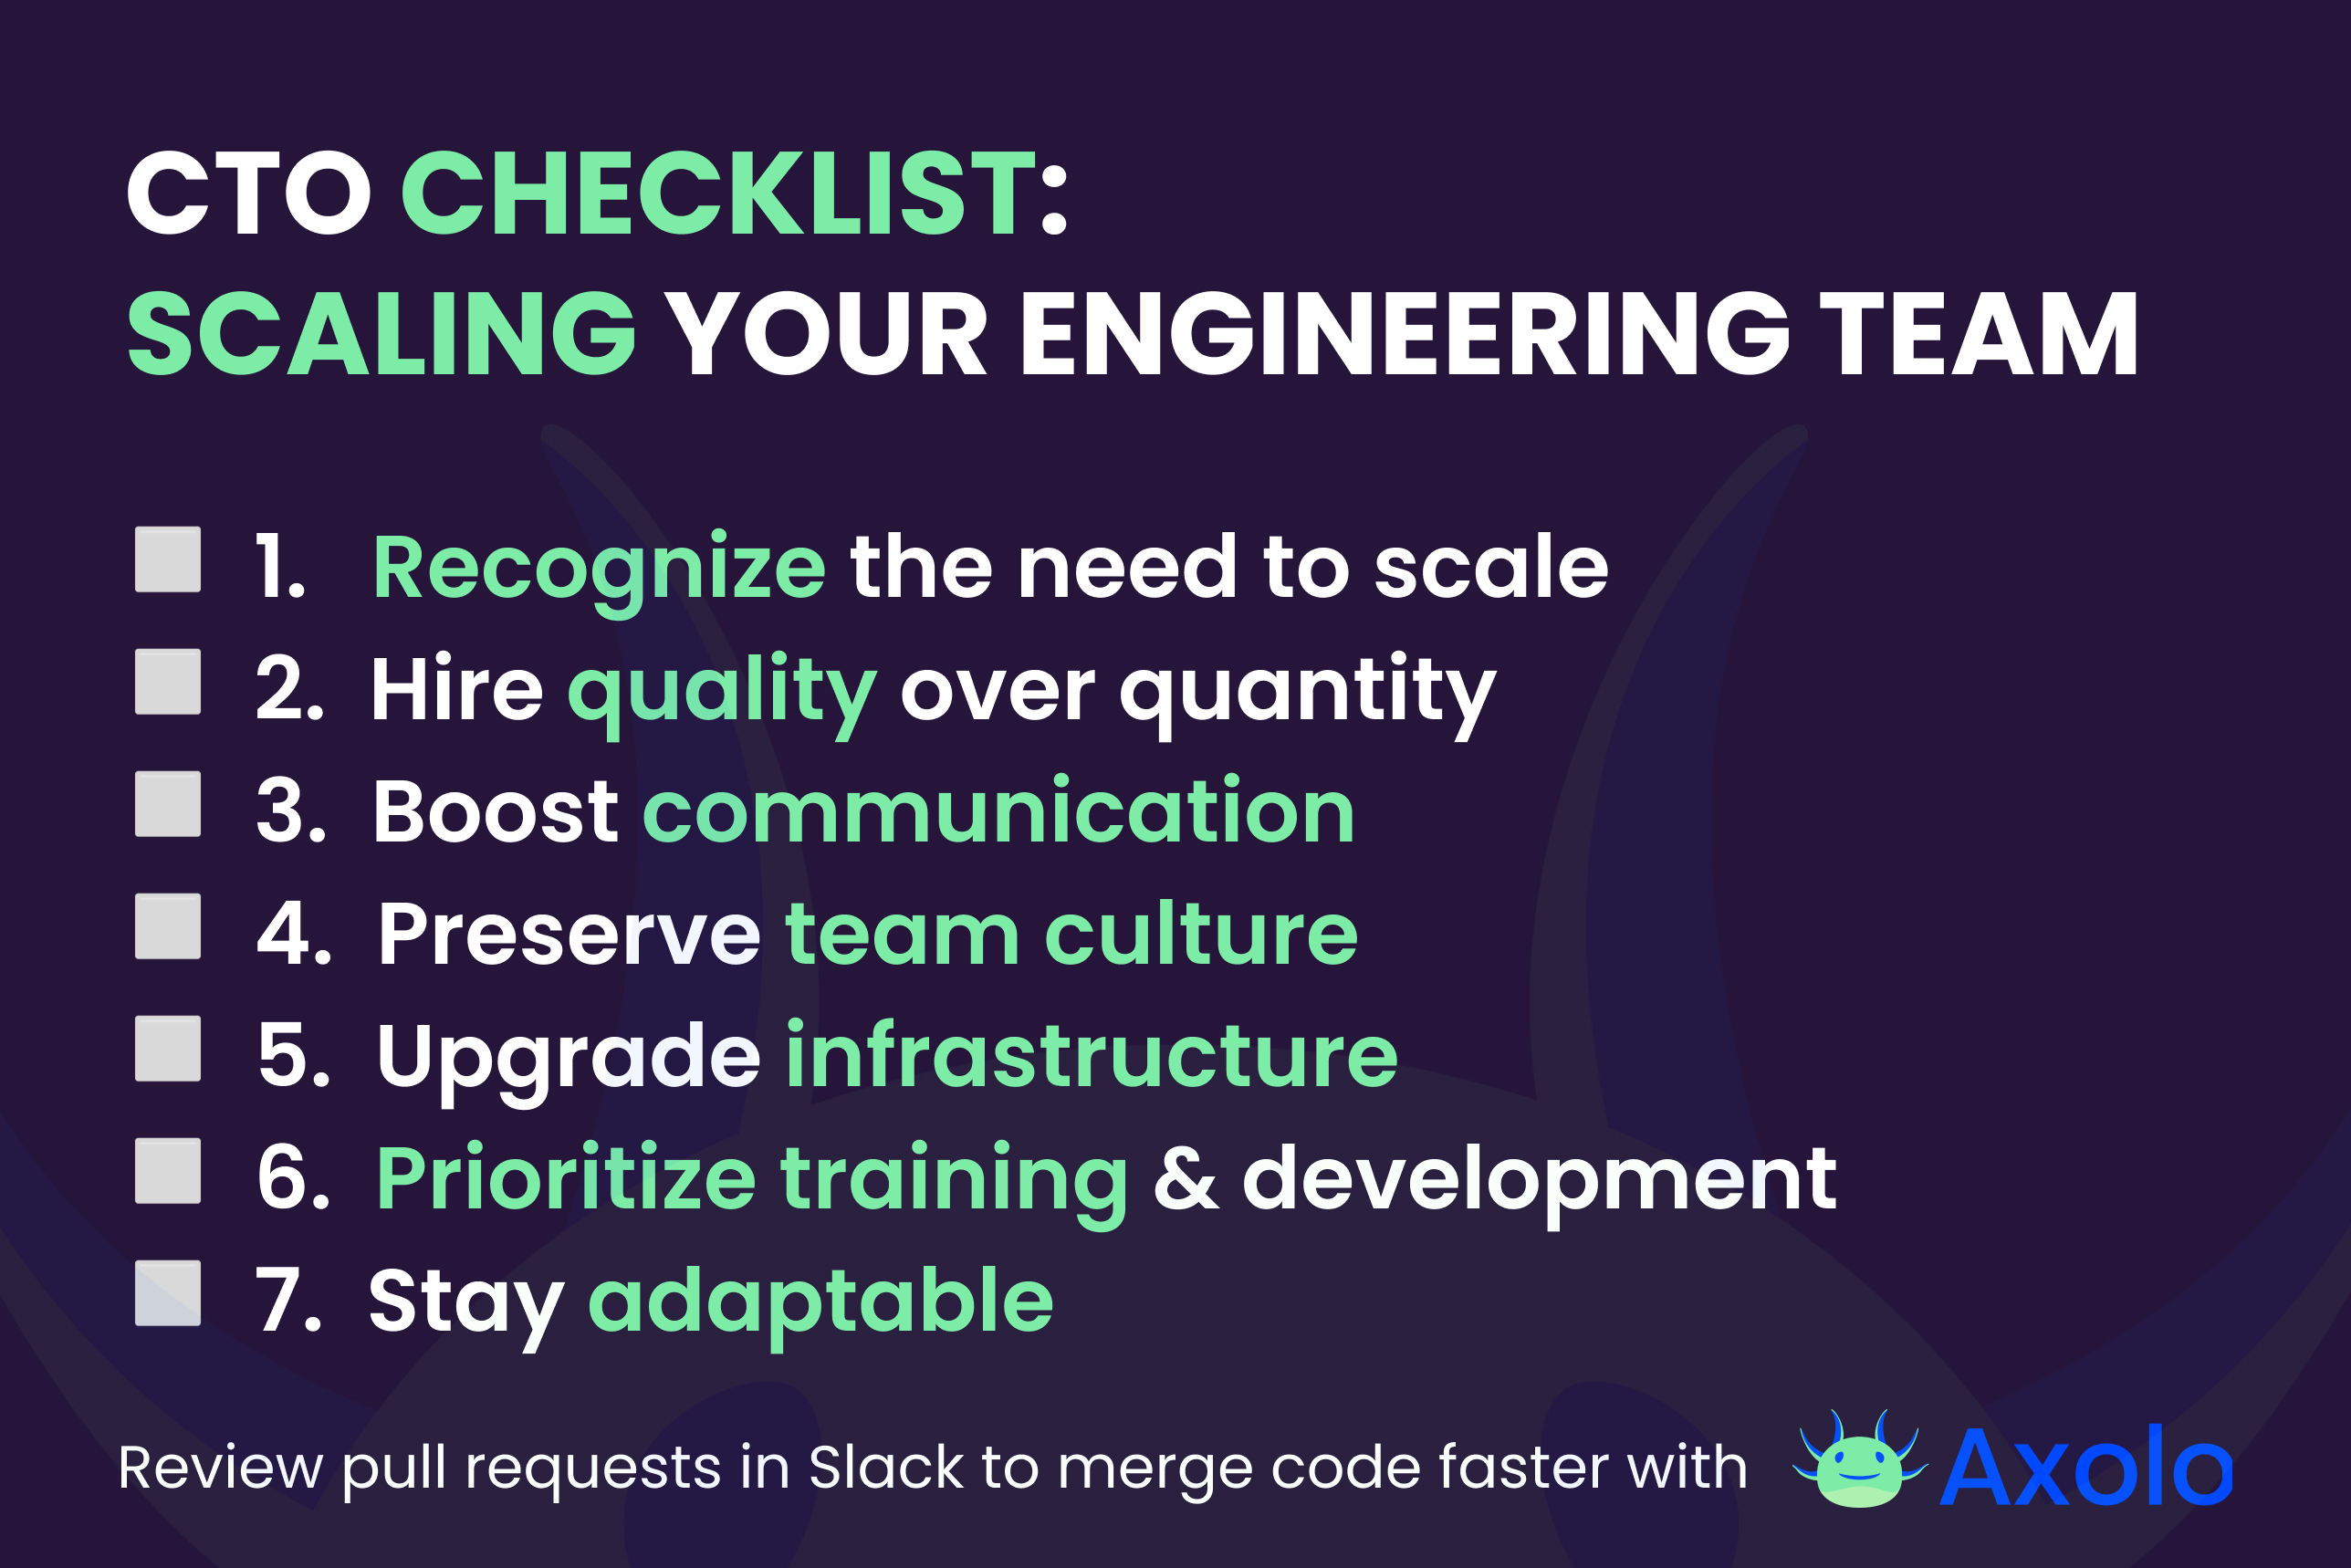 CTO CHECKLIST:
SCALING YOUR ENGINEERING TEAM
1. Recognize the need to scale
2. Hire quality over quantity
3. Boost communication
4. Preserve team culture
5. Upgrade infrastructure
6. Prioritize training & development
7. Stay adaptable
Review pull requests in Slack to merge code faster with Axolo